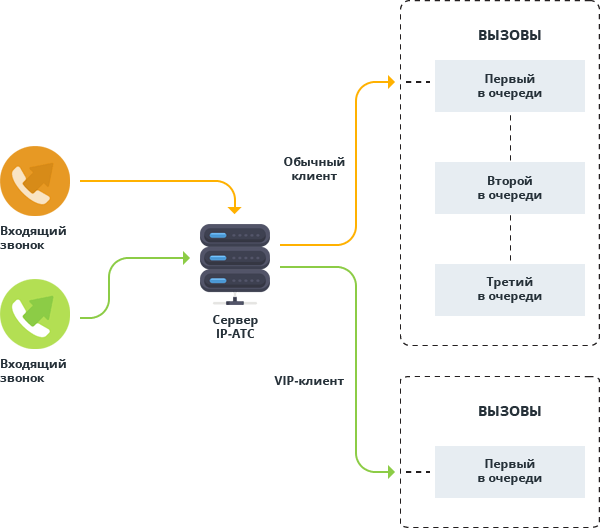 ВЫЗОВЫ
Первый
в очереди
Обычный
клиент
Второй
в очереди
Входящий
звонок
Третий
в очереди
Сервер
IP-АТС
Входящий
звонок
VIP-клиент
ВЫЗОВЫ
Первый
в очереди